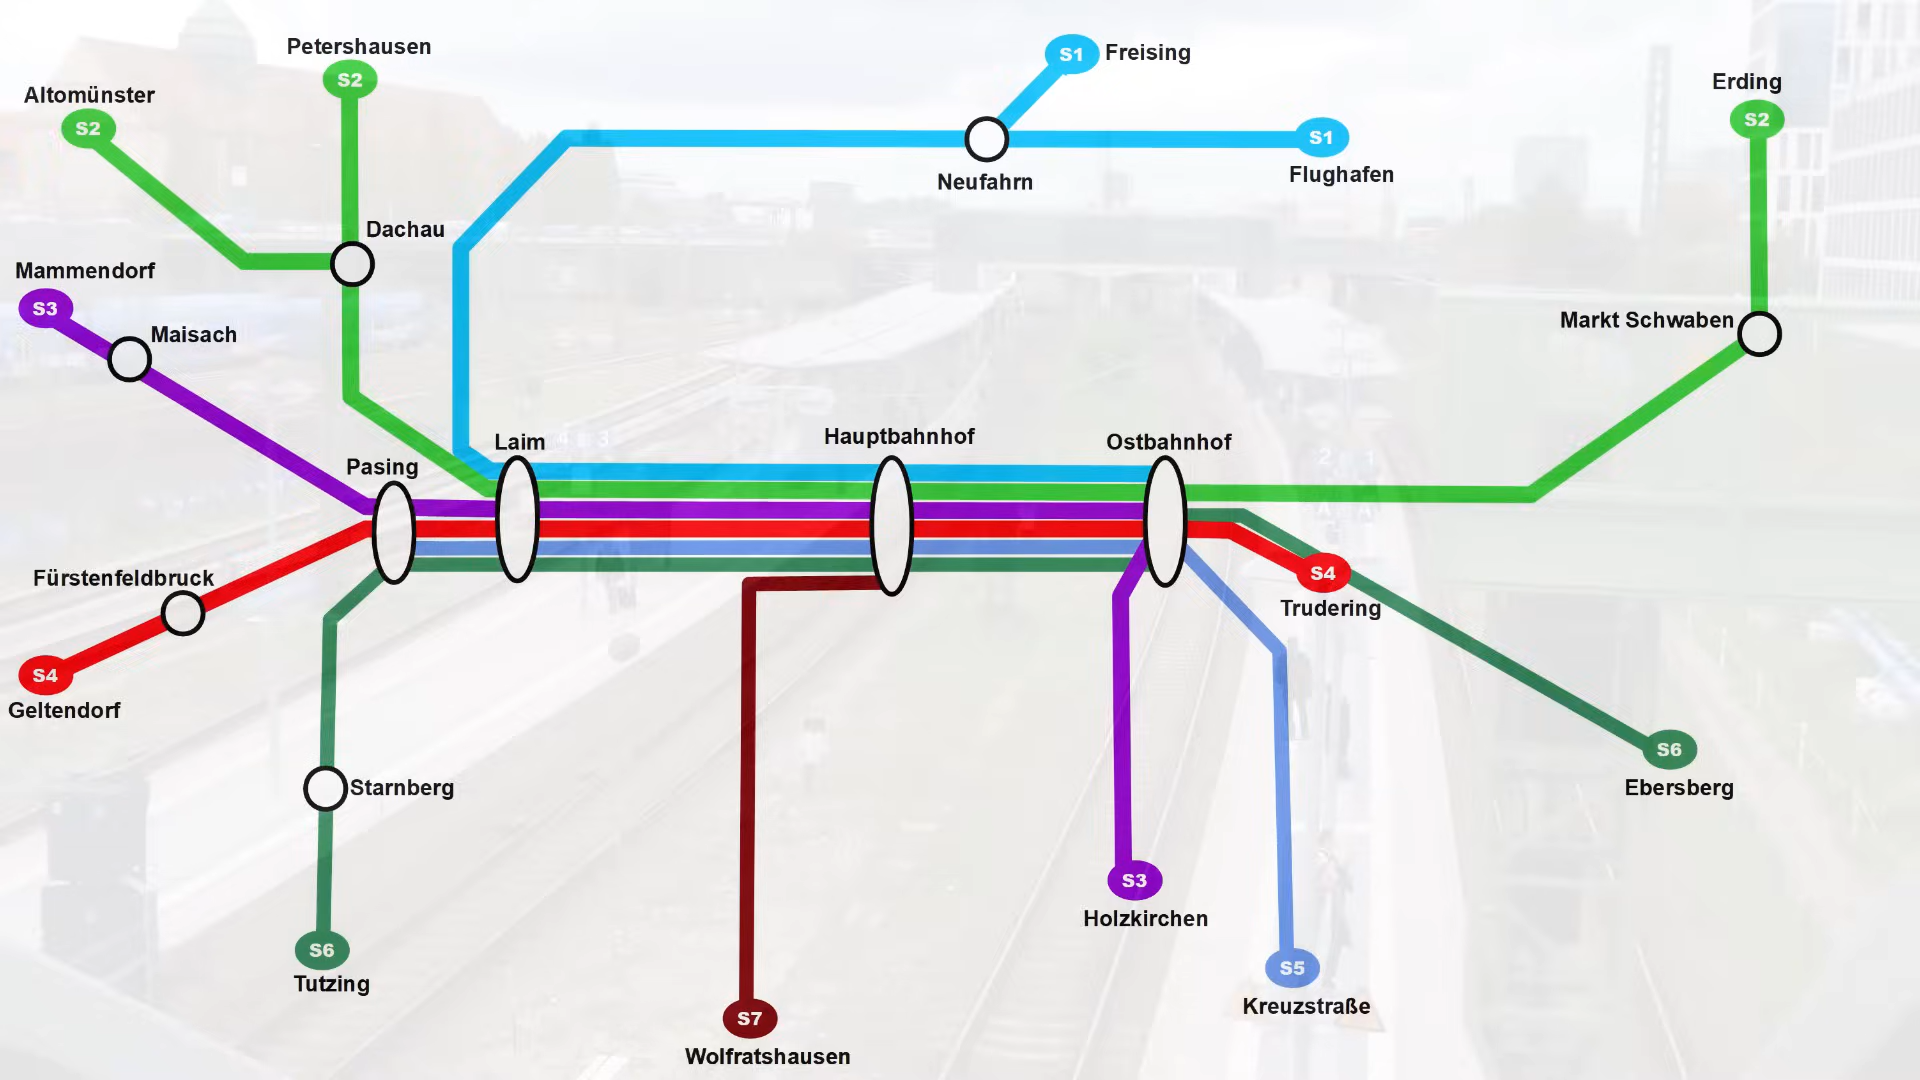 Petershausen
S2
Altomünster
S2
S1 Freising
Erding
S2
S1
Flughafen
Neufahrn
Dachau
Mammendorf
S3
Maisach
Markt Schwaben
Laim
Hauptbahnhof
Ostbahnhof
Pasing
Fürstenfeldbruck
S4
Geltendorf
S4
Trudering
S6
Ebersberg
Starnberg
S3
Holzkirchen
S6
Tutzing
S5
Kreuzstraße
S7
Wolfratshausen